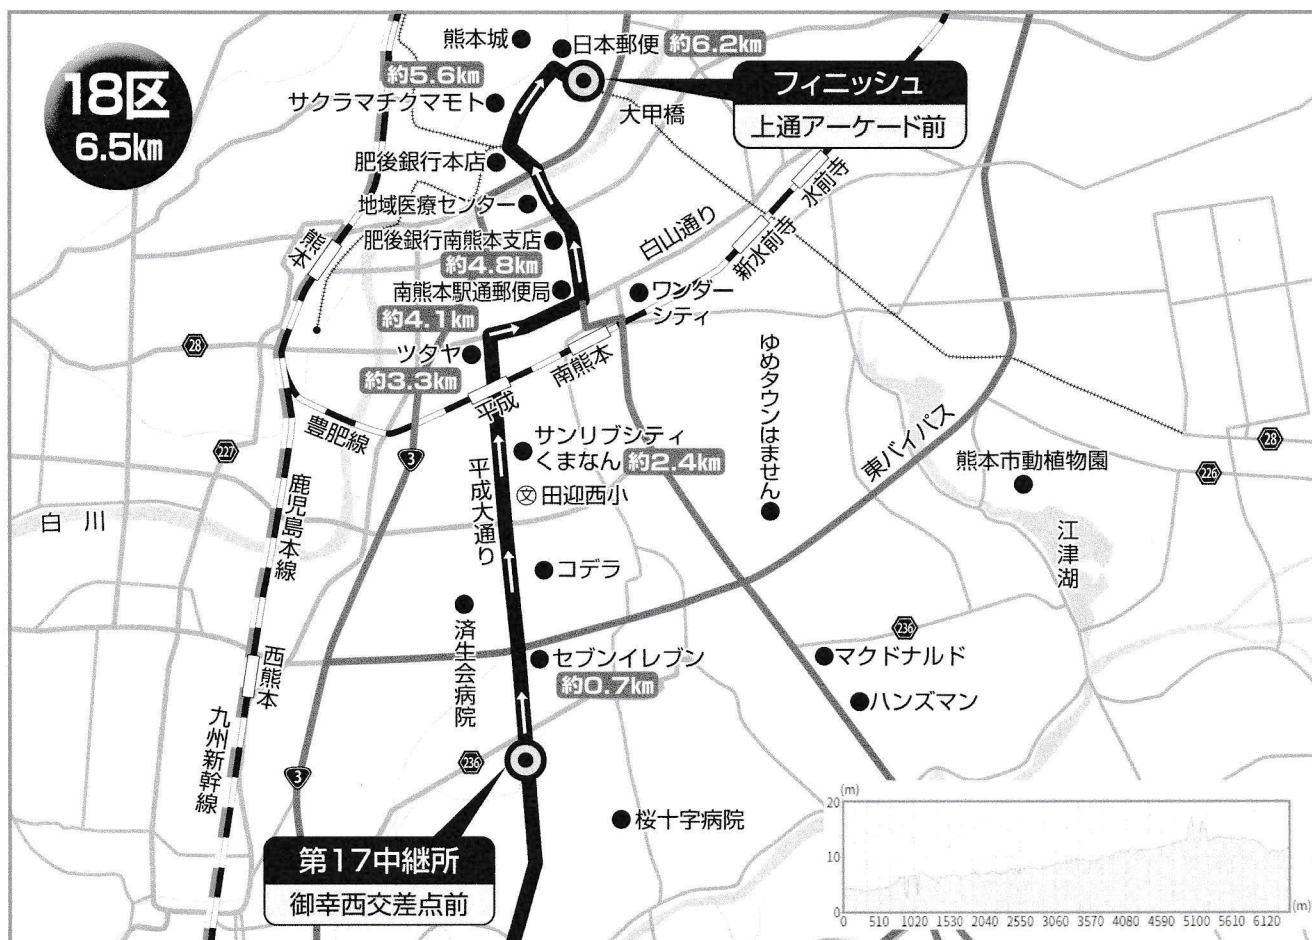 18区
6.5km
熊本城
日本郵便 約6.2km
約5.6km
サクラマチクマモト
フィニッシュ
上通アーケード前
大甲橋
肥後銀行本店
地域医療センター
肥後銀行南熊本支店
約4.8km
南熊本駅通郵便局
約4.1km
ツタヤ
約3.3km
白山通り
水前寺
新水前寺
ワンダー
シティ
熊本
南熊本
平成
豊肥線
28
227
3
サンリブシティ
くまなん 約2.4km
文 田迎西小
平成大通り
ゆめタウンはません
東バイパス
熊本市動植物園
28
226
江津湖
白川
鹿児島本線
コデラ
済生会病院
236
マクドナルド
ハンズマン
セブンイレブン
約0.7km
西熊本
九州新幹線
236
3
第17中継所
御幸西交差点前
桜十字病院
(m)
20
10
0
0 510 1020 1530 2040 2550 3060 3570 4080 4590 5100 5610 6120
(m)